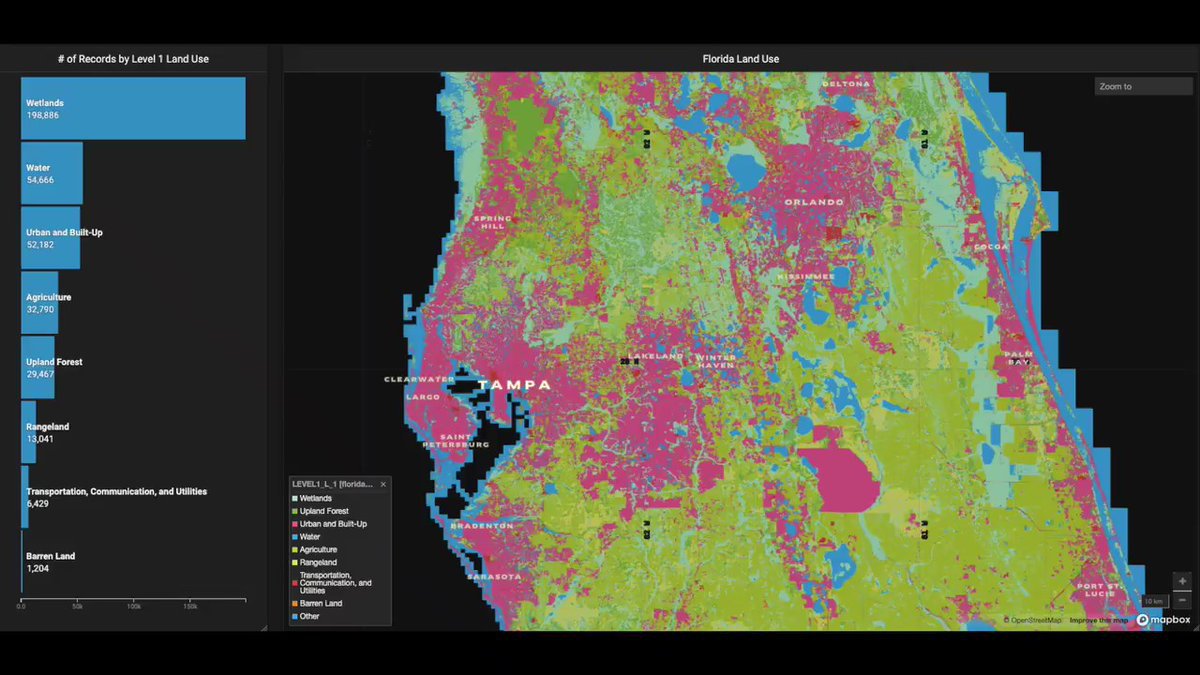 # of Records by Level 1 Land Use
Wetlands
198,886
Water
54,666
Urban and Built-Up
52,182
Agriculture
32,790
Upland Forest
29,467
Rangeland
13,041
Transportation, Communication, and Utilities
6,429
Barren Land
1,204
0.0 50k 100k 150k
Florida Land Use
Zoom to
DELTONA
ORLANDO
SPRING
HILL
COCOA
KISSIMMEE
LAKELAND
WINTER
HAVEN
PALM
BAY
CLEARWATER
TAMPA
LARGO
SAINT
PETERSBURG
BRADENTON
SARASOTA
PORT ST.
LUCIE
LEVEL1_L_1 [florida... ×
Wetlands
Upland Forest
Urban and Built-Up
Water
Agriculture
Rangeland
Transportation,
Communication, and
Utilities
Barren Land
Other
+
10 km
−
© OpenStreetMap Improve this map mapbox